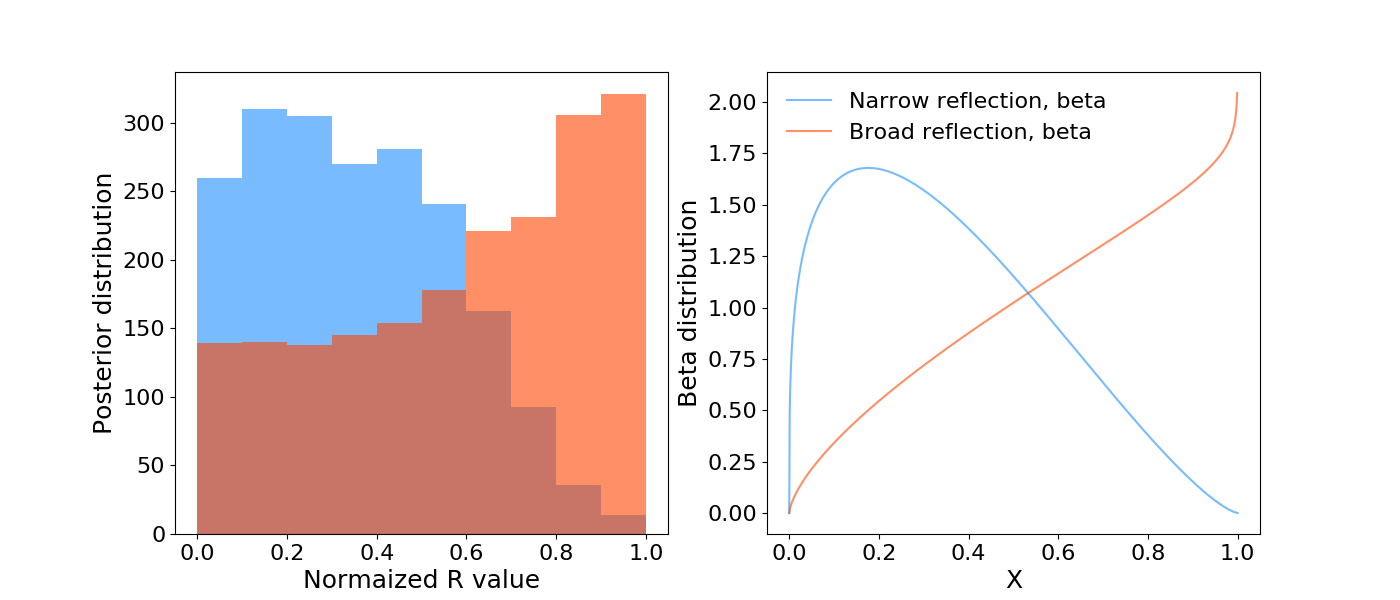 Posterior distribution
300
250
200
150
100
50
0
0.0 0.2 0.4 0.6 0.8 1.0
Normaized R value
Beta distribution
2.00
1.75
1.50
1.25
1.00
0.75
0.50
0.25
0.00
Narrow reflection, beta
Broad reflection, beta
0.0 0.2 0.4 0.6 0.8 1.0
X